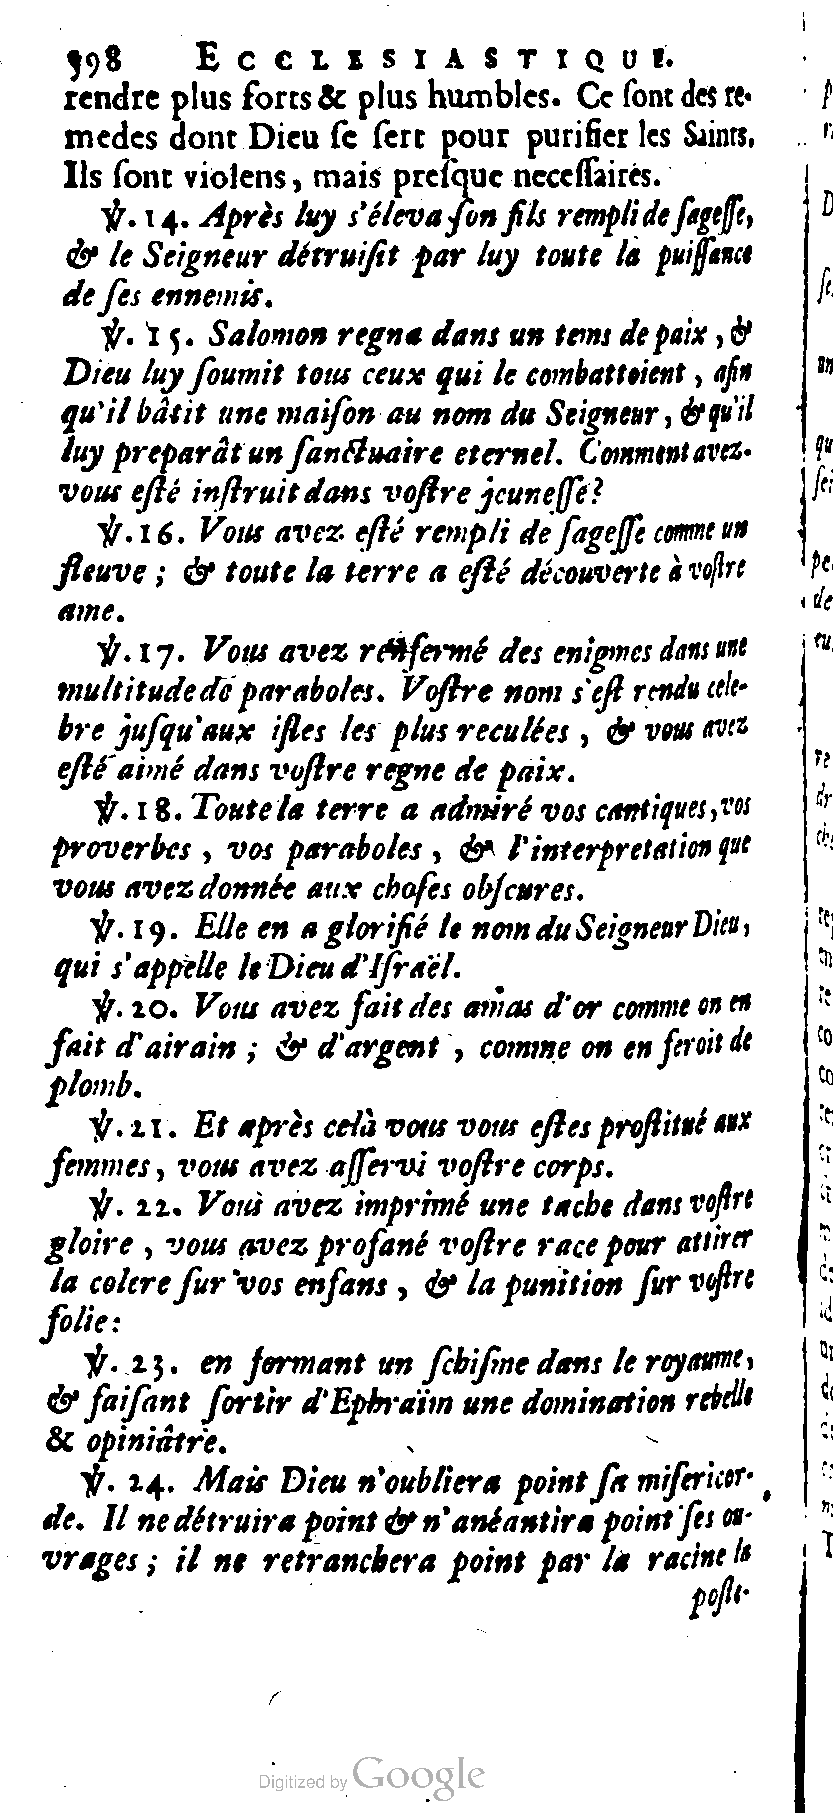 598 ECCLESIASTIQUE.
rendre plus forts & plus humbles. Ce ſont des re-
medes dont Dieu ſe ſert pour purifier les Saints.
Ils ſont violens, mais preſque neceſſaires.
℣. 14. Après luy s'éleva ſon fils rempli de ſageſſe,
& le Seigneur détruiſit par luy toute la puiſſance
de ſes ennemis.
℣. 15. Salomon regna dans un tems de paix, &
Dieu luy ſoumit tous ceux qui le combattoient, afin
qu'il bâtit une maiſon au nom du Seigneur, & qu'il
luy preparât un ſanctuaire eternel. Comment avez-
vous eſté inſtruit dans voſtre jeuneſſe?
℣. 16. Vous avez eſté rempli de ſageſſe comme un
fleuve ; & toute la terre a eſté découverte à voſtre
ame.
℣. 17. Vous avez renfermé des enigmes dans une
multitude de paraboles. Voſtre nom s'eſt rendu cele-
bre juſqu'aux iſles les plus reculées, & vous avez
eſté aimé dans voſtre regne de paix.
℣. 18. Toute la terre a admiré vos cantiques, vos
proverbes, vos paraboles, & l'interpretation que
vous avez donnée aux choſes obſcures.
℣. 19. Elle en a glorifié le nom du Seigneur Dieu,
qui s'appelle le Dieu d'Iſraël.
℣. 20. Vous avez fait des amas d'or comme on en
fait d'airain ; & d'argent, comme on en feroit de
plomb.
℣. 21. Et après celà vous vous eſtes proſtitué aux
femmes, vous avez aſſervi voſtre corps.
℣. 22. Vous avez imprimé une tache dans voſtre
gloire, vous avez profané voſtre race pour attirer
la colere ſur vos enfans, & la punition ſur voſtre
folie:
℣. 23. en formant un ſchiſme dans le royaume,
& faiſant ſortir d'Ephraïm une domination rebelle
& opiniâtre.
℣. 24. Mais Dieu n'oubliera point ſa miſericor-
de. Il ne détruira point & n'anéantira point ſes ou-
vrages ; il ne retranchera point par la racine la
poſte-
Digitized by Google